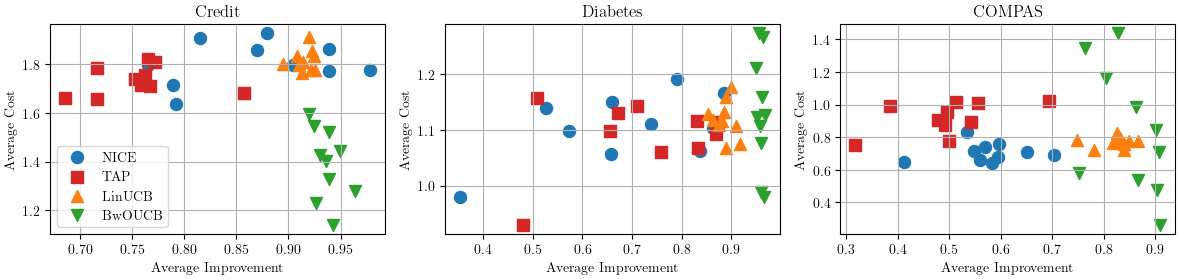 Credit
Average Cost
1.8
1.6
1.4
1.2
NICE
TAP
LinUCB
BwOUCB
0.70 0.75 0.80 0.85 0.90 0.95
Average Improvement
Diabetes
Average Cost
1.2
1.1
1.0
0.4 0.5 0.6 0.7 0.8 0.9
Average Improvement
COMPAS
Average Cost
1.4
1.2
1.0
0.8
0.6
0.4
0.3 0.4 0.5 0.6 0.7 0.8 0.9
Average Improvement